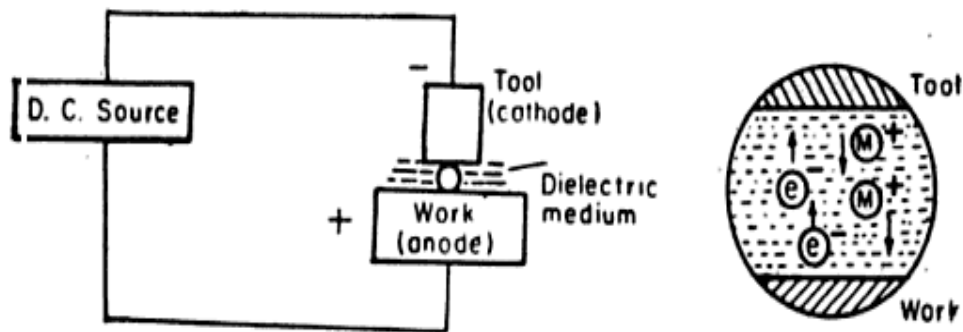 D. C. Source
−
Tool
(cathode)
Dielectric
medium
+
Work
(anode)
Tool
M +
e −
M +
e −
Work